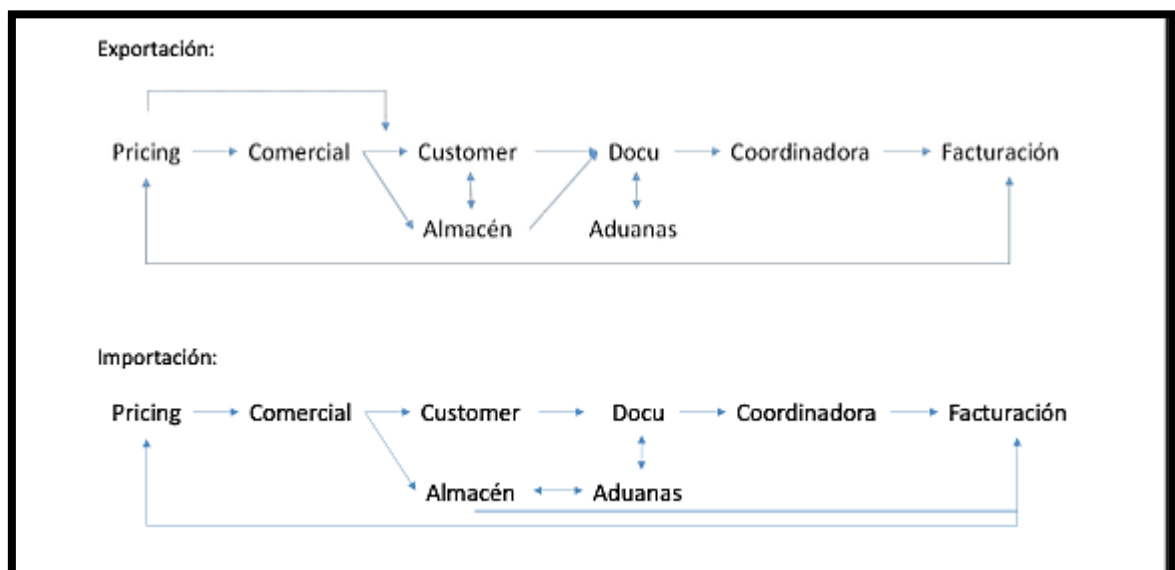 Exportación:
Pricing Comercial Customer Docu Coordinadora Facturación
Almacén Aduanas
Importación:
Pricing Comercial Customer Docu Coordinadora Facturación
Almacén Aduanas